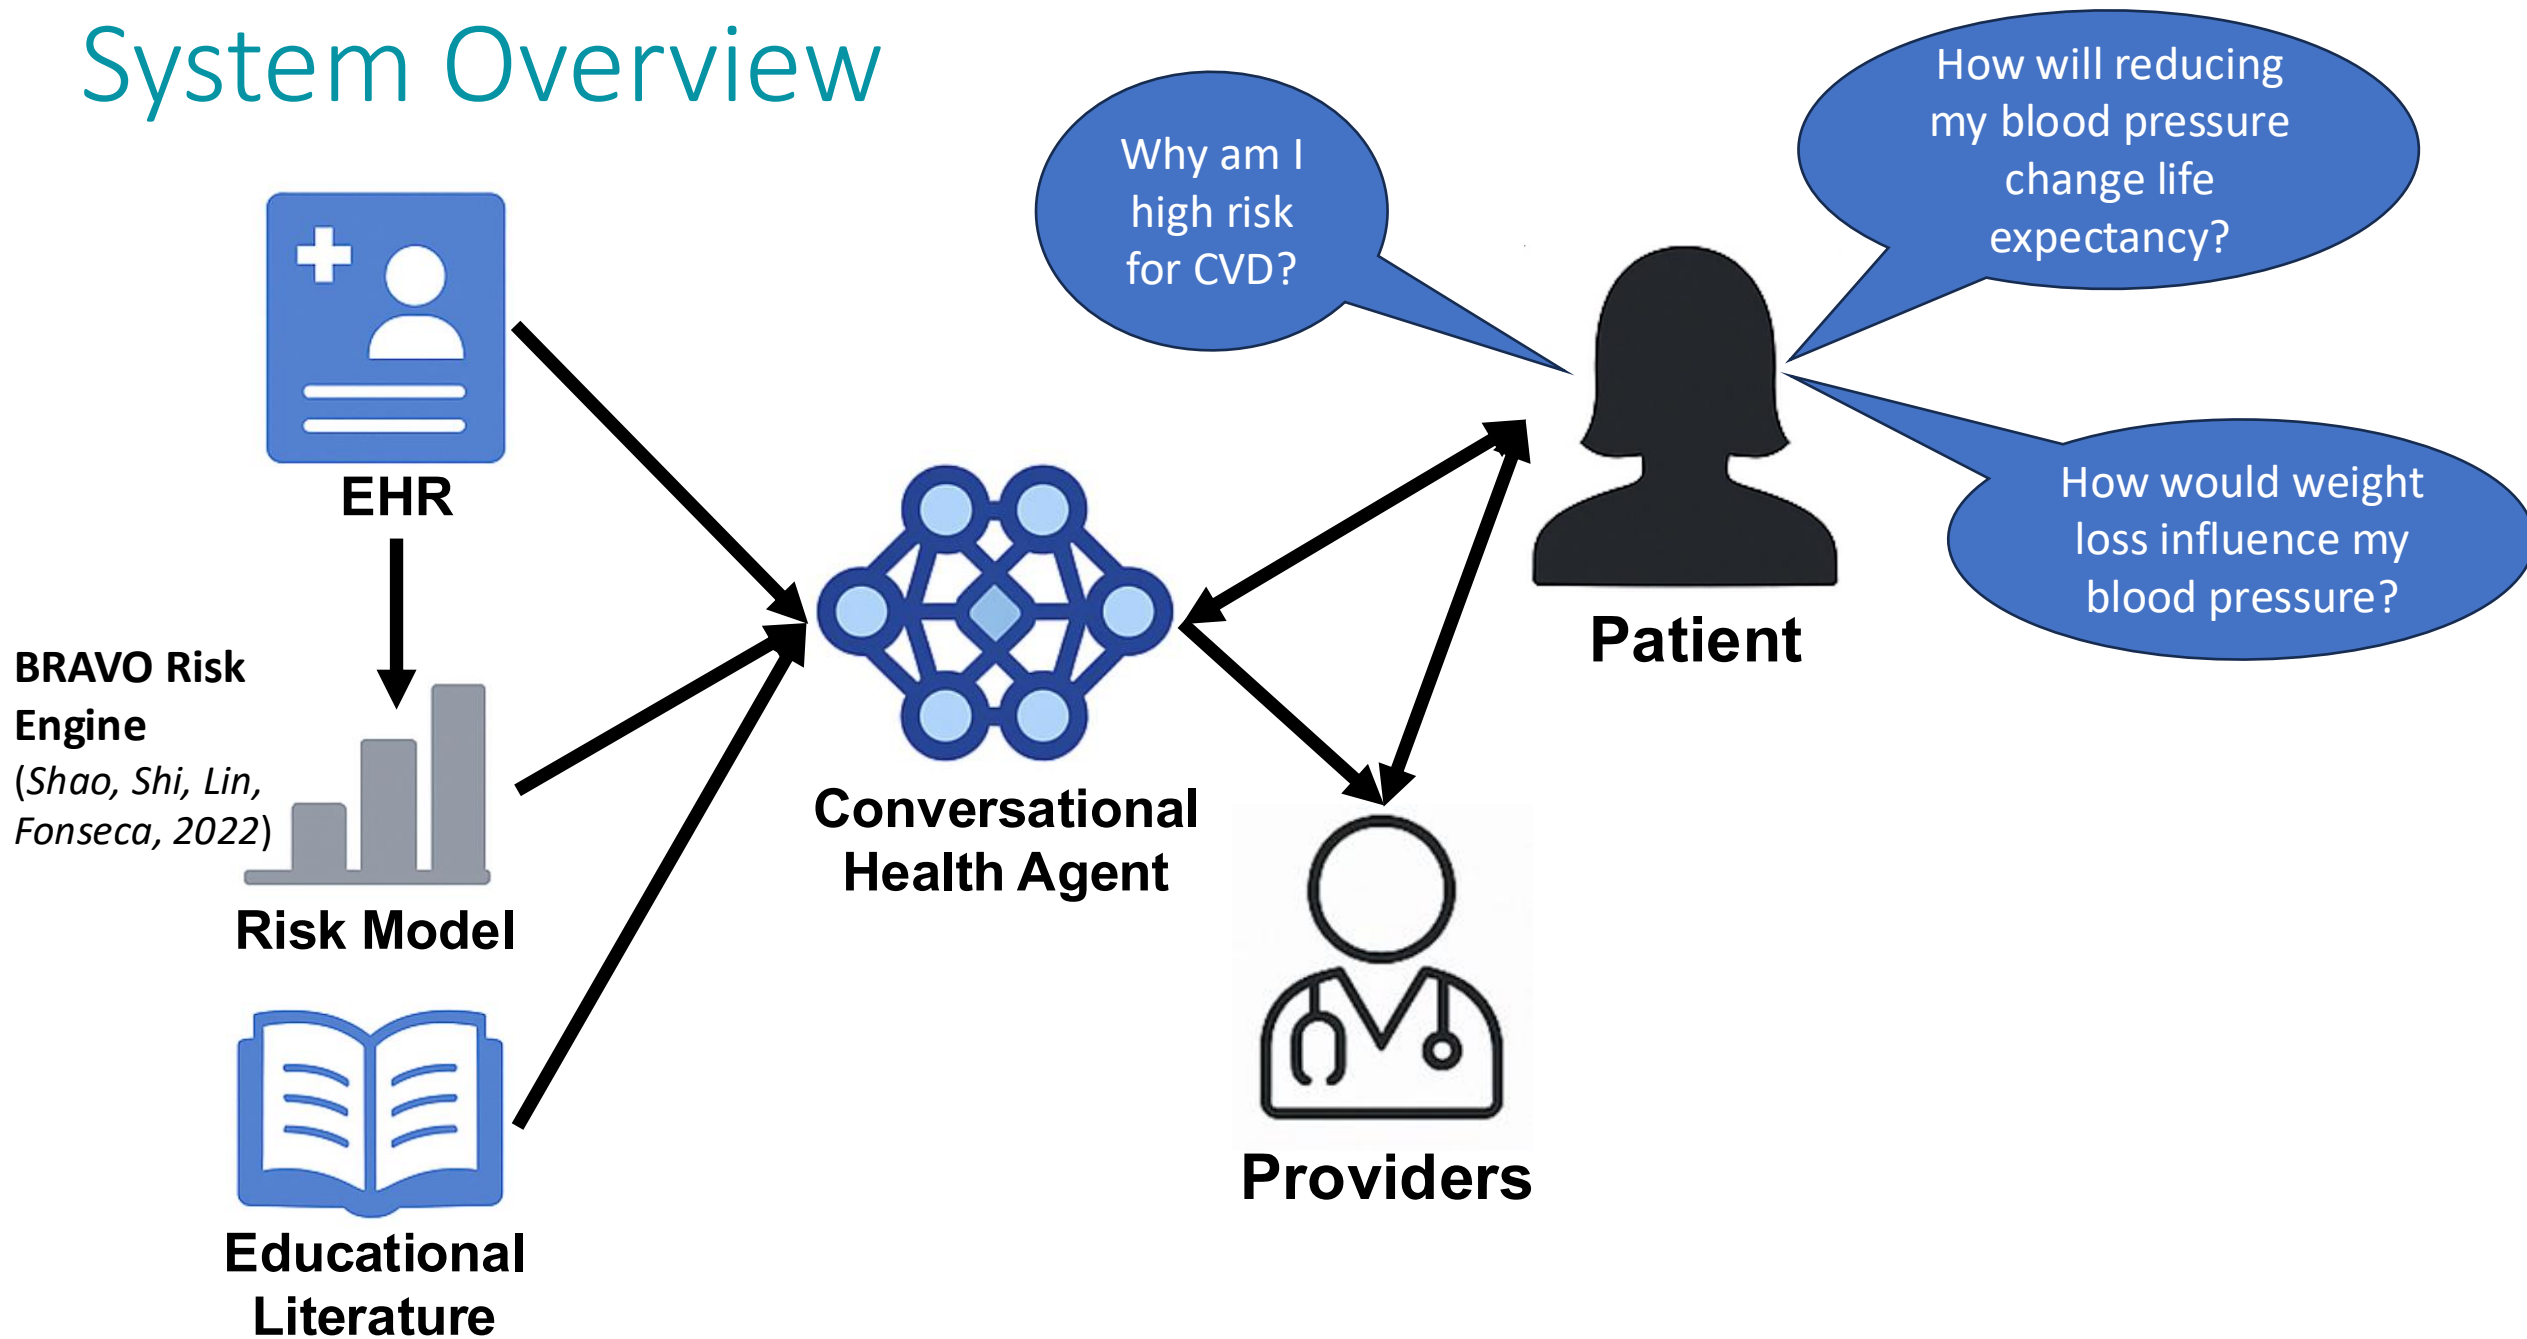 System Overview
Why am I
high risk
for CVD?
How will reducing
my blood pressure
change life
expectancy?
How would weight
loss influence my
blood pressure?
EHR
BRAVO Risk
Engine
(Shao, Shi, Lin,
Fonseca, 2022)
Risk Model
Educational
Literature
Conversational
Health Agent
Patient
Providers